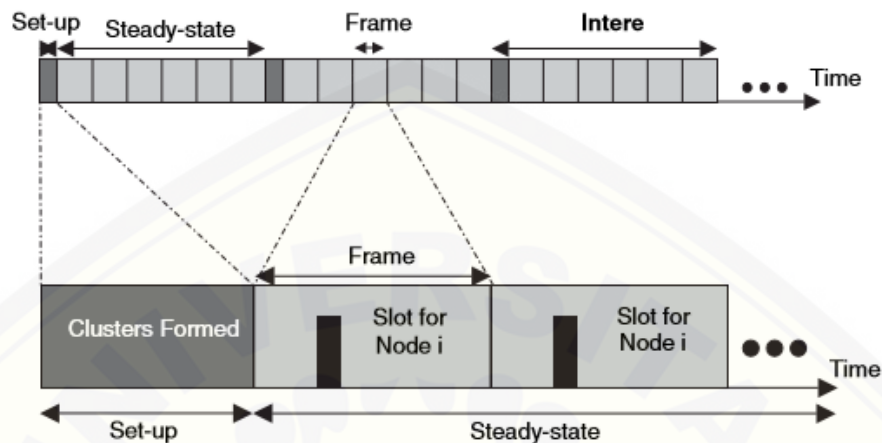 Set-up
Steady-state
Frame
Intere
Time
Frame
Clusters Formed
Slot for
Node i
Slot for
Node i
Time
Set-up
Steady-state